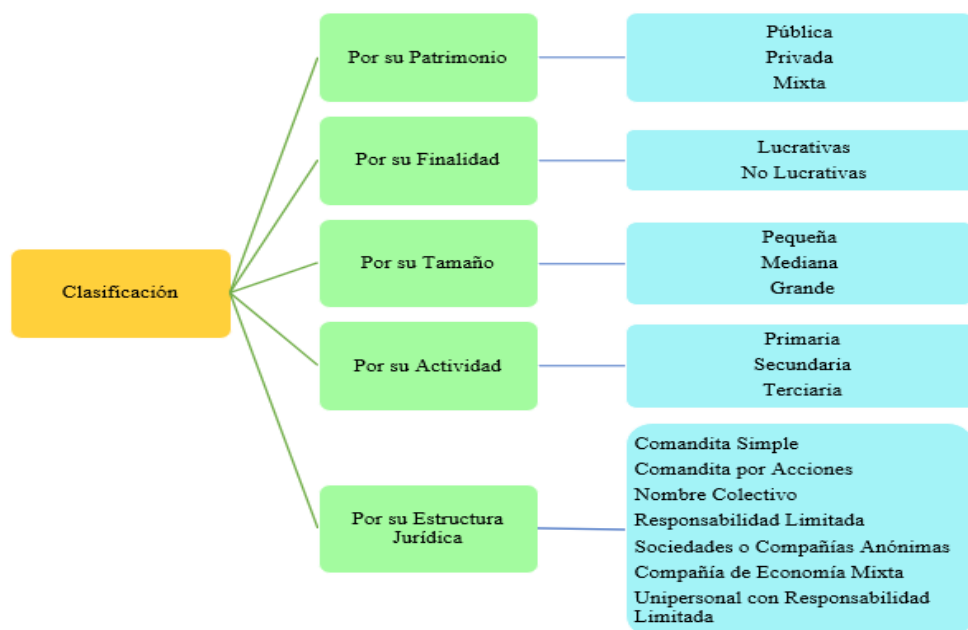 Clasificación
Por su Patrimonio
Pública
Privada
Mixta
Por su Finalidad
Lucrativas
No Lucrativas
Por su Tamaño
Pequeña
Mediana
Grande
Por su Actividad
Primaria
Secundaria
Terciaria
Por su Estructura
Jurídica
Comandita Simple
Comandita por Acciones
Nombre Colectivo
Responsabilidad Limitada
Sociedades o Compañías Anónimas
Compañía de Economía Mixta
Unipersonal con Responsabilidad
Limitada